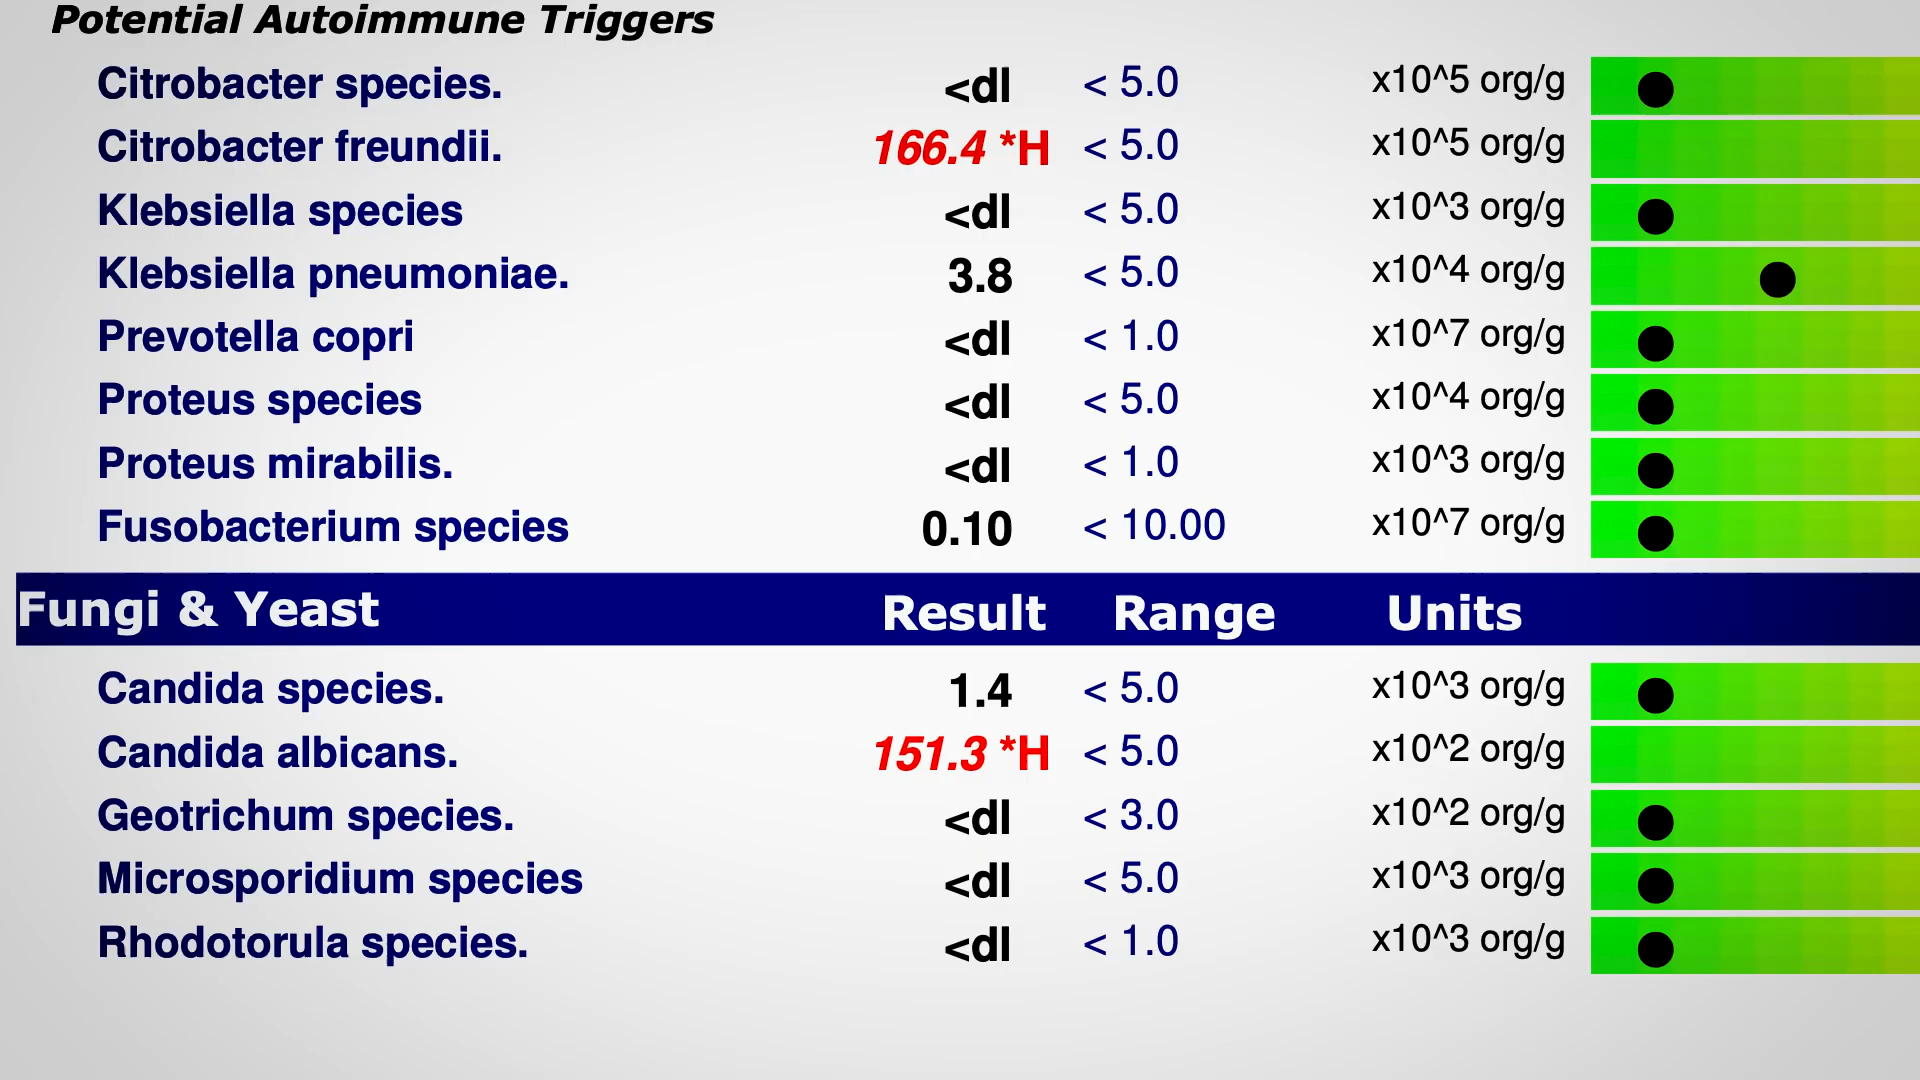 Potential Autoimmune Triggers
Citrobacter species. <dl < 5.0 x10^5 org/g
Citrobacter freundii. 166.4 *H < 5.0 x10^5 org/g
Klebsiella species <dl < 5.0 x10^3 org/g
Klebsiella pneumoniae. 3.8 < 5.0 x10^4 org/g
Prevotella copri <dl < 1.0 x10^7 org/g
Proteus species <dl < 5.0 x10^4 org/g
Proteus mirabilis. <dl < 1.0 x10^3 org/g
Fusobacterium species 0.10 < 10.00 x10^7 org/g
Fungi & Yeast Result Range Units
Candida species. 1.4 < 5.0 x10^3 org/g
Candida albicans. 151.3 *H < 5.0 x10^2 org/g
Geotrichum species. <dl < 3.0 x10^2 org/g
Microsporidium species <dl < 5.0 x10^3 org/g
Rhodotorula species. <dl < 1.0 x10^3 org/g